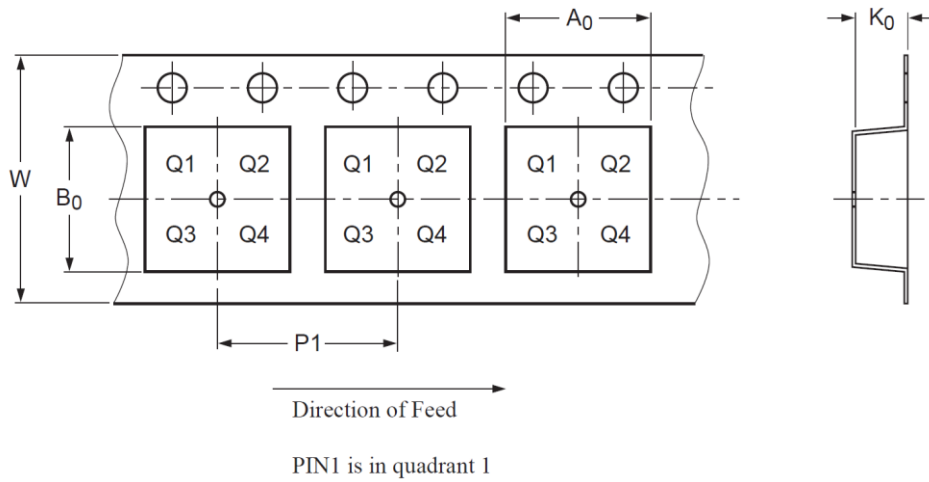 A0
K0
W
B0
Q1 Q2
Q3 Q4
Q1 Q2
Q3 Q4
Q1 Q2
Q3 Q4
P1
Direction of Feed
PIN1 is in quadrant 1